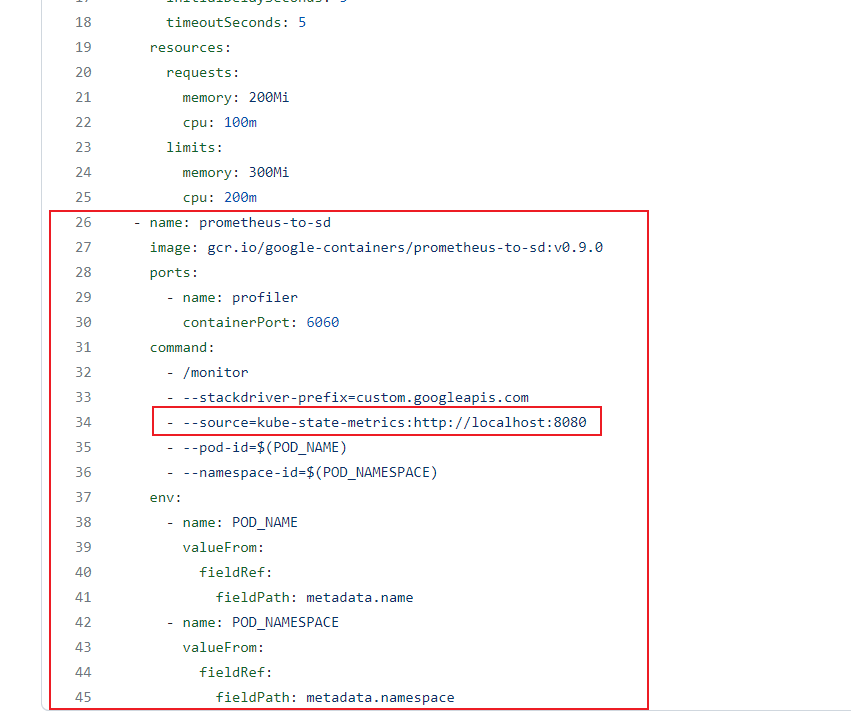 18 timeoutSeconds: 5
19 resources:
20 requests:
21 memory: 200Mi
22 cpu: 100m
23 limits:
24 memory: 300Mi
25 cpu: 200m
26 - name: prometheus-to-sd
27 image: gcr.io/google-containers/prometheus-to-sd:v0.9.0
28 ports:
29 - name: profiler
30 containerPort: 6060
31 command:
32 - /monitor
33 - --stackdriver-prefix=custom.googleapis.com
34 - --source=kube-state-metrics:http://localhost:8080
35 - --pod-id=$(POD_NAME)
36 - --namespace-id=$(POD_NAMESPACE)
37 env:
38 - name: POD_NAME
39 valueFrom:
40 fieldRef:
41 fieldPath: metadata.name
42 - name: POD_NAMESPACE
43 valueFrom:
44 fieldRef:
45 fieldPath: metadata.namespace